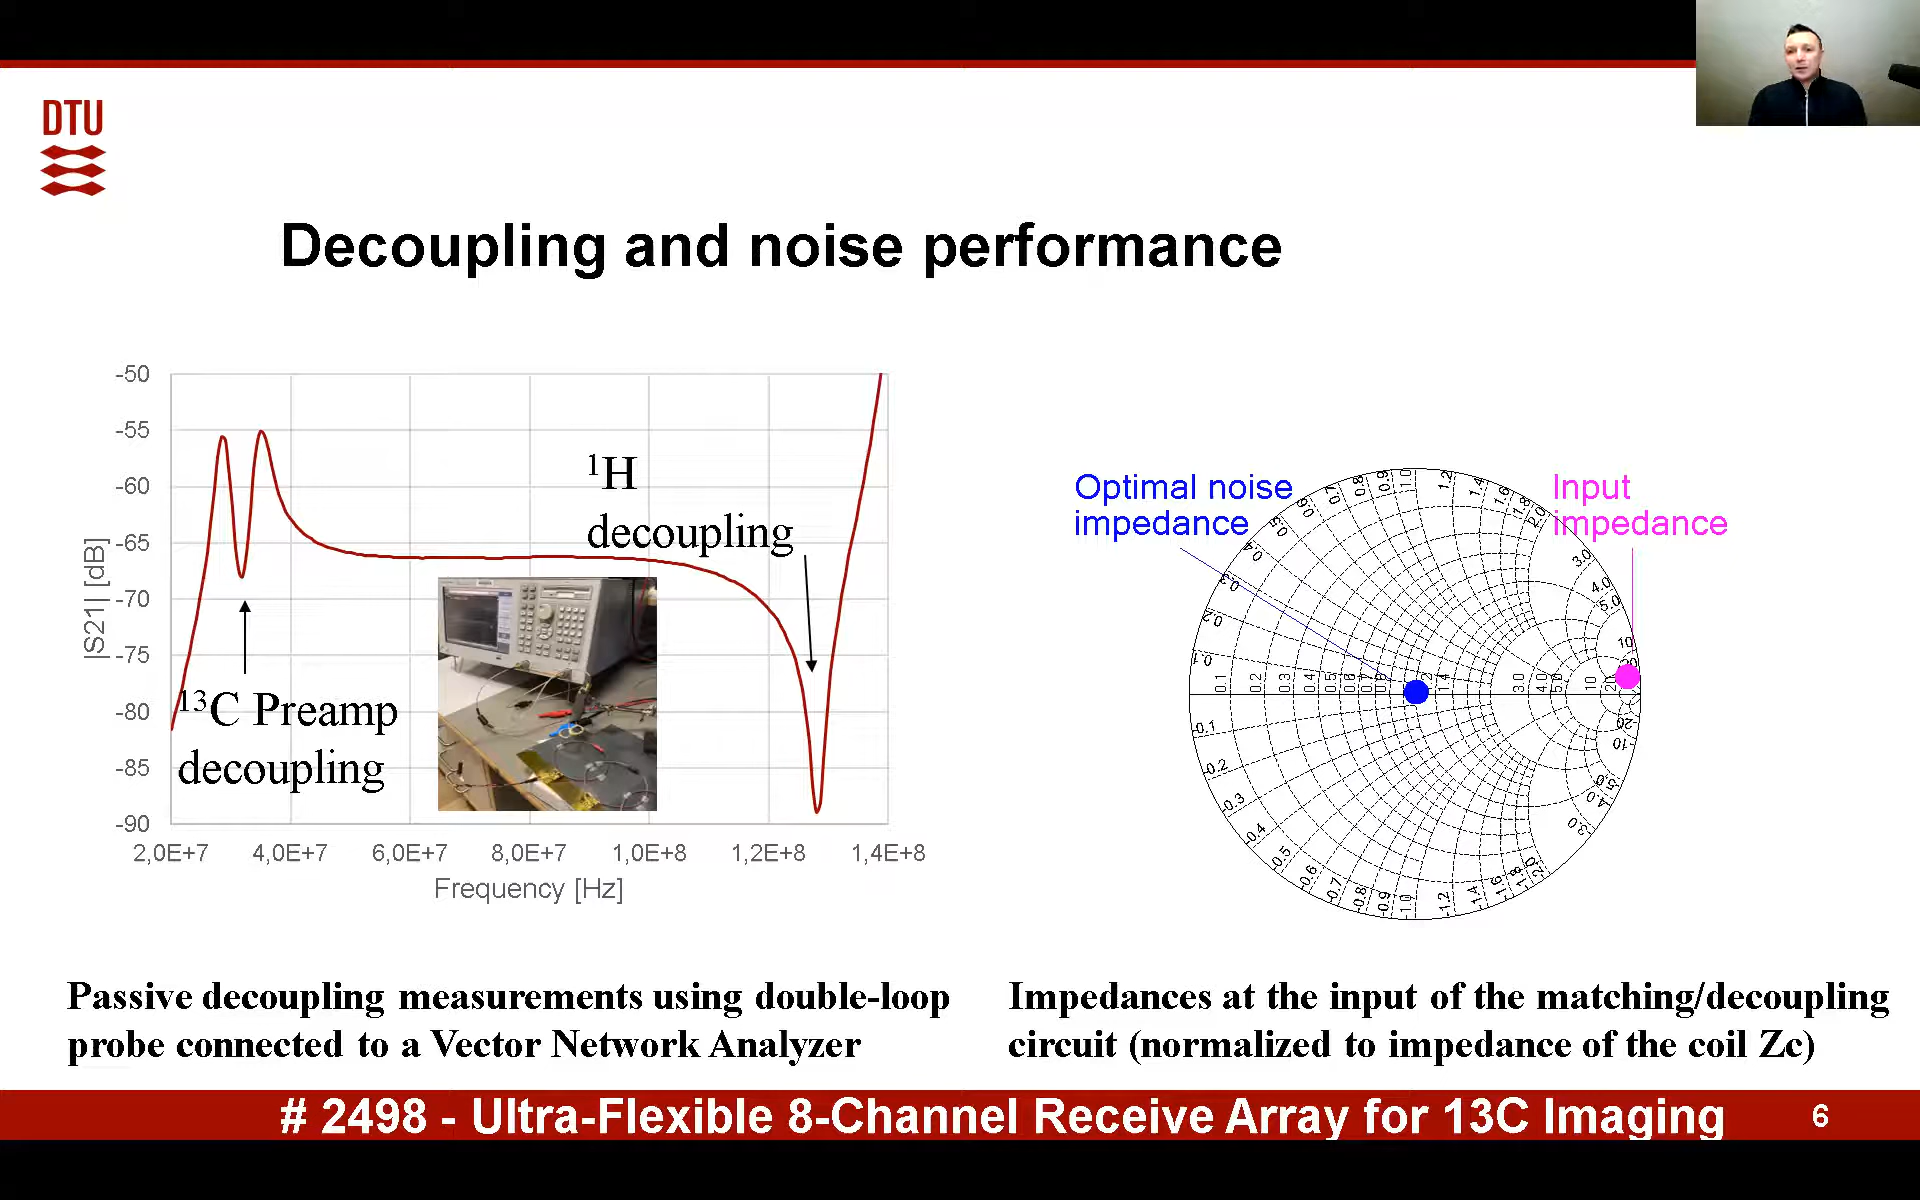 DTU
Decoupling and noise performance
-50
-55
-60
-65
-70
-75
-80
-85
-90
|S21| [dB]
2,0E+7 4,0E+7 6,0E+7 8,0E+7 1,0E+8 1,2E+8 1,4E+8
Frequency [Hz]
¹H
decoupling
¹³C Preamp
decoupling
Optimal noise
impedance
Input
impedance
Passive decoupling measurements using double-loop
probe connected to a Vector Network Analyzer
Impedances at the input of the matching/decoupling
circuit (normalized to impedance of the coil Zc)
# 2498 - Ultra-Flexible 8-Channel Receive Array for 13C Imaging
6